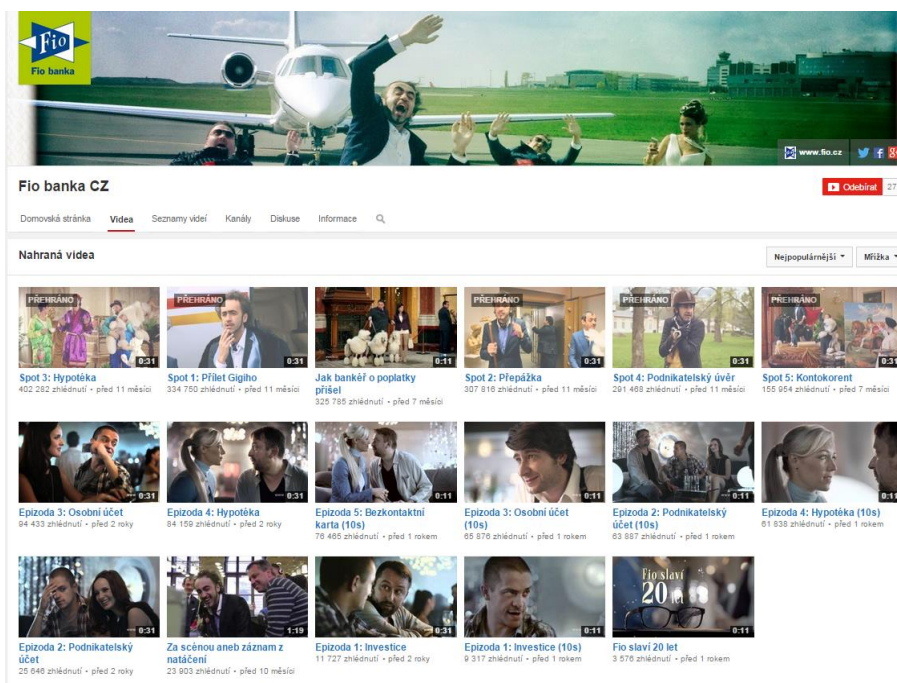 Fio
Fio banka
www.fio.cz
Fio banka CZ
Odebírat
27
Domovská stránka Videa Seznamy videí Kanály Diskuse Informace
Nahraná videa
Nejpopulárnější
Mřížka
PŘEHRÁNO PŘEHRÁNO PŘEHRÁNO PŘEHRÁNO PŘEHRÁNO
0:31 0:31 0:11 0:31 0:31 0:31
Spot 3: Hypotéka
402 282 zhlédnutí • před 11 měsíci
Spot 1: Přílet Gigiho
334 750 zhlédnutí • před 11 měsíci
Jak bankéř o poplatky
přišel
325 785 zhlédnutí • před 7 měsíci
Spot 2: Přepážka
307 816 zhlédnutí • před 11 měsíci
Spot 4: Podnikatelský úvěr
291 468 zhlédnutí • před 11 měsíci
Spot 5: Kontokorent
155 954 zhlédnutí • před 7 měsíci
0:31 0:31 0:11 0:11 0:11 0:11
Epizoda 3: Osobní účet
94 433 zhlédnutí • před 2 roky
Epizoda 4: Hypotéka
84 159 zhlédnutí • před 2 roky
Epizoda 5: Bezkontaktní
karta (10s)
76 465 zhlédnutí • před 1 rokem
Epizoda 3: Osobní účet
(10s)
65 876 zhlédnutí • před 1 rokem
Epizoda 2: Podnikatelský
účet (10s)
63 887 zhlédnutí • před 1 rokem
Epizoda 4: Hypotéka (10s)
61 838 zhlédnutí • před 1 rokem
0:31 1:19 0:31 0:11 0:11
Fio slaví
20 let
Epizoda 2: Podnikatelský
účet
25 646 zhlédnutí • před 2 roky
Za scénou aneb záznam z
natáčení
23 903 zhlédnutí • před 10 měsíci
Epizoda 1: Investice
11 727 zhlédnutí • před 2 roky
Epizoda 1: Investice (10s)
9 317 zhlédnutí • před 1 rokem
Fio slaví 20 let
3 576 zhlédnutí • před 1 rokem